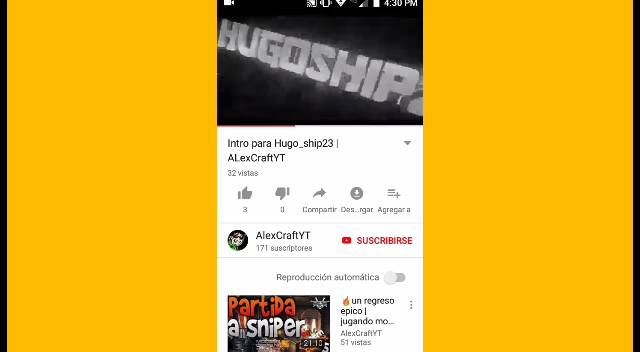 4:30 PM
HUGOSHIP2
Intro para Hugo_ship23 |
ALexCraftYT
32 vistas
3
0
Compartir
Des...rgar
Agregar a
AlexCraftYT
171 suscriptores
SUSCRIBIRSE
Reproducción automática
Partida
a sniper
21:10
🔥un regreso
epico |
jugando mo...
AlexCraftYT
51 vistas